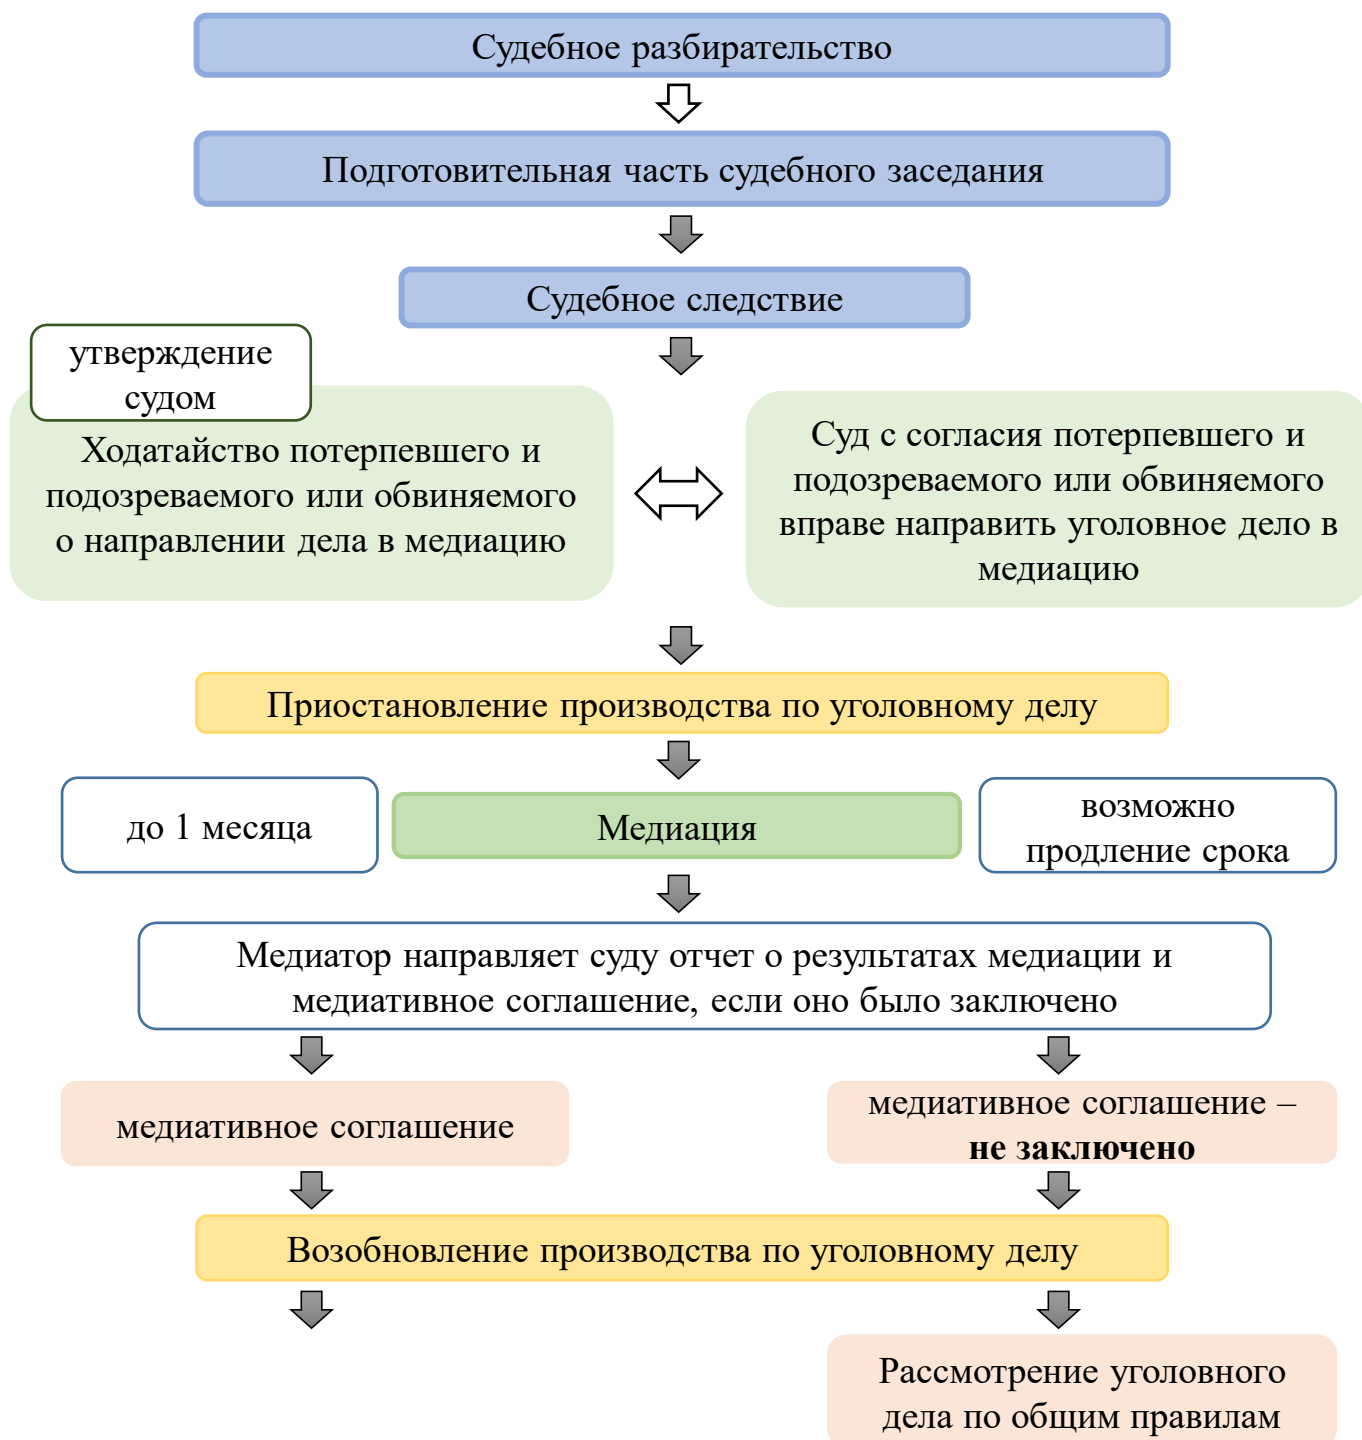 Судебное разбирательство
Подготовительная часть судебного заседания
Судебное следствие
утверждение
судом
Ходатайство потерпевшего и
подозреваемого или обвиняемого
о направлении дела в медиацию
Суд с согласия потерпевшего и
подозреваемого или обвиняемого
вправе направить уголовное дело в
медиацию
Приостановление производства по уголовному делу
до 1 месяца
Медиация
возможно
продление срока
Медиатор направляет суду отчет о результатах медиации и
медиативное соглашение, если оно было заключено
медиативное соглашение
медиативное соглашение –
не заключено
Возобновление производства по уголовному делу
Рассмотрение уголовного
дела по общим правилам